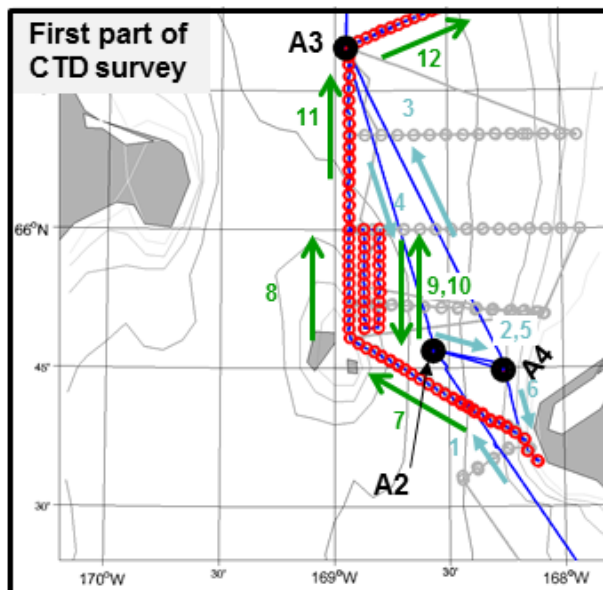 First part of
CTD survey
A3
12
11
3
4
66°N
8
9,10
2,5
45'
A4
6
7
1
A2
30'
170°W
30'
169°W
30'
168°W